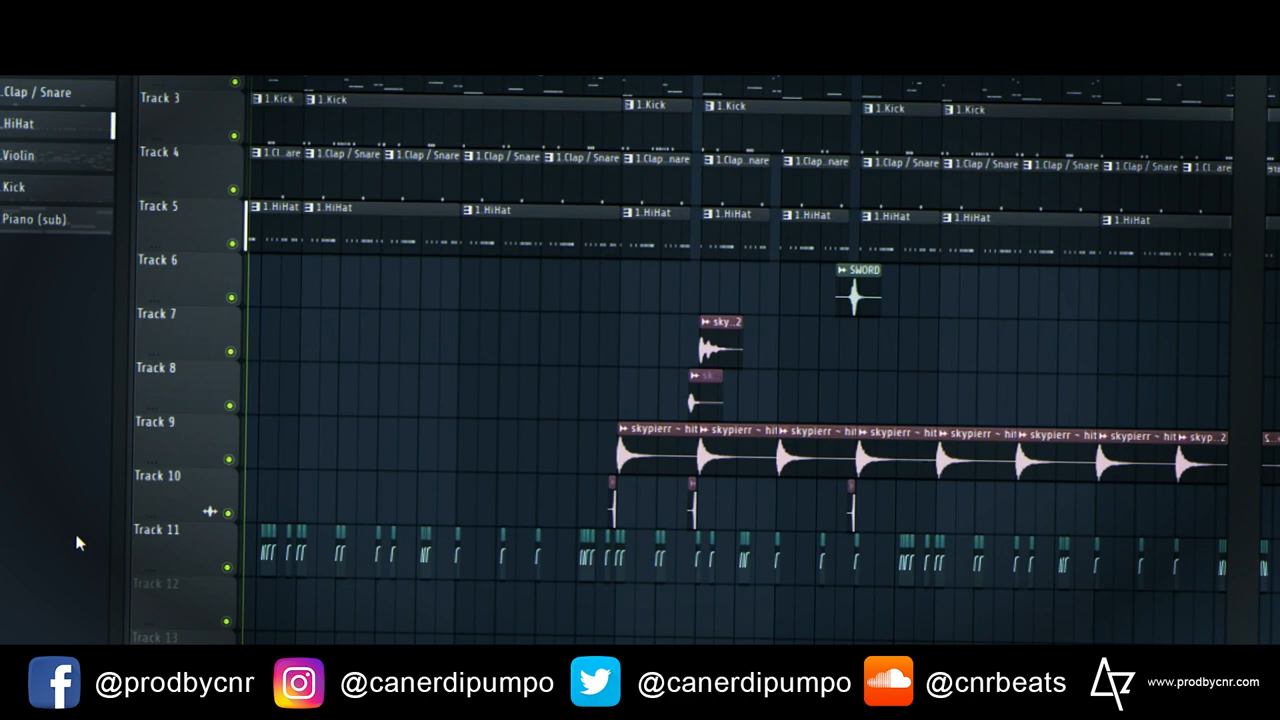 .Clap / Snare
.HiHat
.Violin
.Kick
Piano (sub)
Track 3
1.Kick 1.Kick 1.Kick 1.Kick 1.Kick 1.Kick
Track 4
1.Cl..are 1.Clap / Snare 1.Clap / Snare 1.Clap / Snare 1.Clap / Snare 1.Clap..nare 1.Clap..nare 1.Clap..nare 1.Clap / Snare 1.Clap / Snare 1.Clap / Snare 1.Clap / Snare 1.Cl..are
Track 5
1.HiHat 1.HiHat 1.HiHat 1.HiHat 1.HiHat 1.HiHat 1.HiHat 1.HiHat 1.HiHat
Track 6
SWORD
Track 7
sky..2
Track 8
sk..
Track 9
skypierr ~ hit skypierr ~ hit skypierr ~ hit skypierr ~ hit skypierr ~ hit skypierr ~ hit skypierr ~ hit skyp..2 S..
Track 10
Track 11
Track 12
Track 13
@prodbycnr @canerdipumpo @canerdipumpo @cnrbeats www.prodbycnr.com